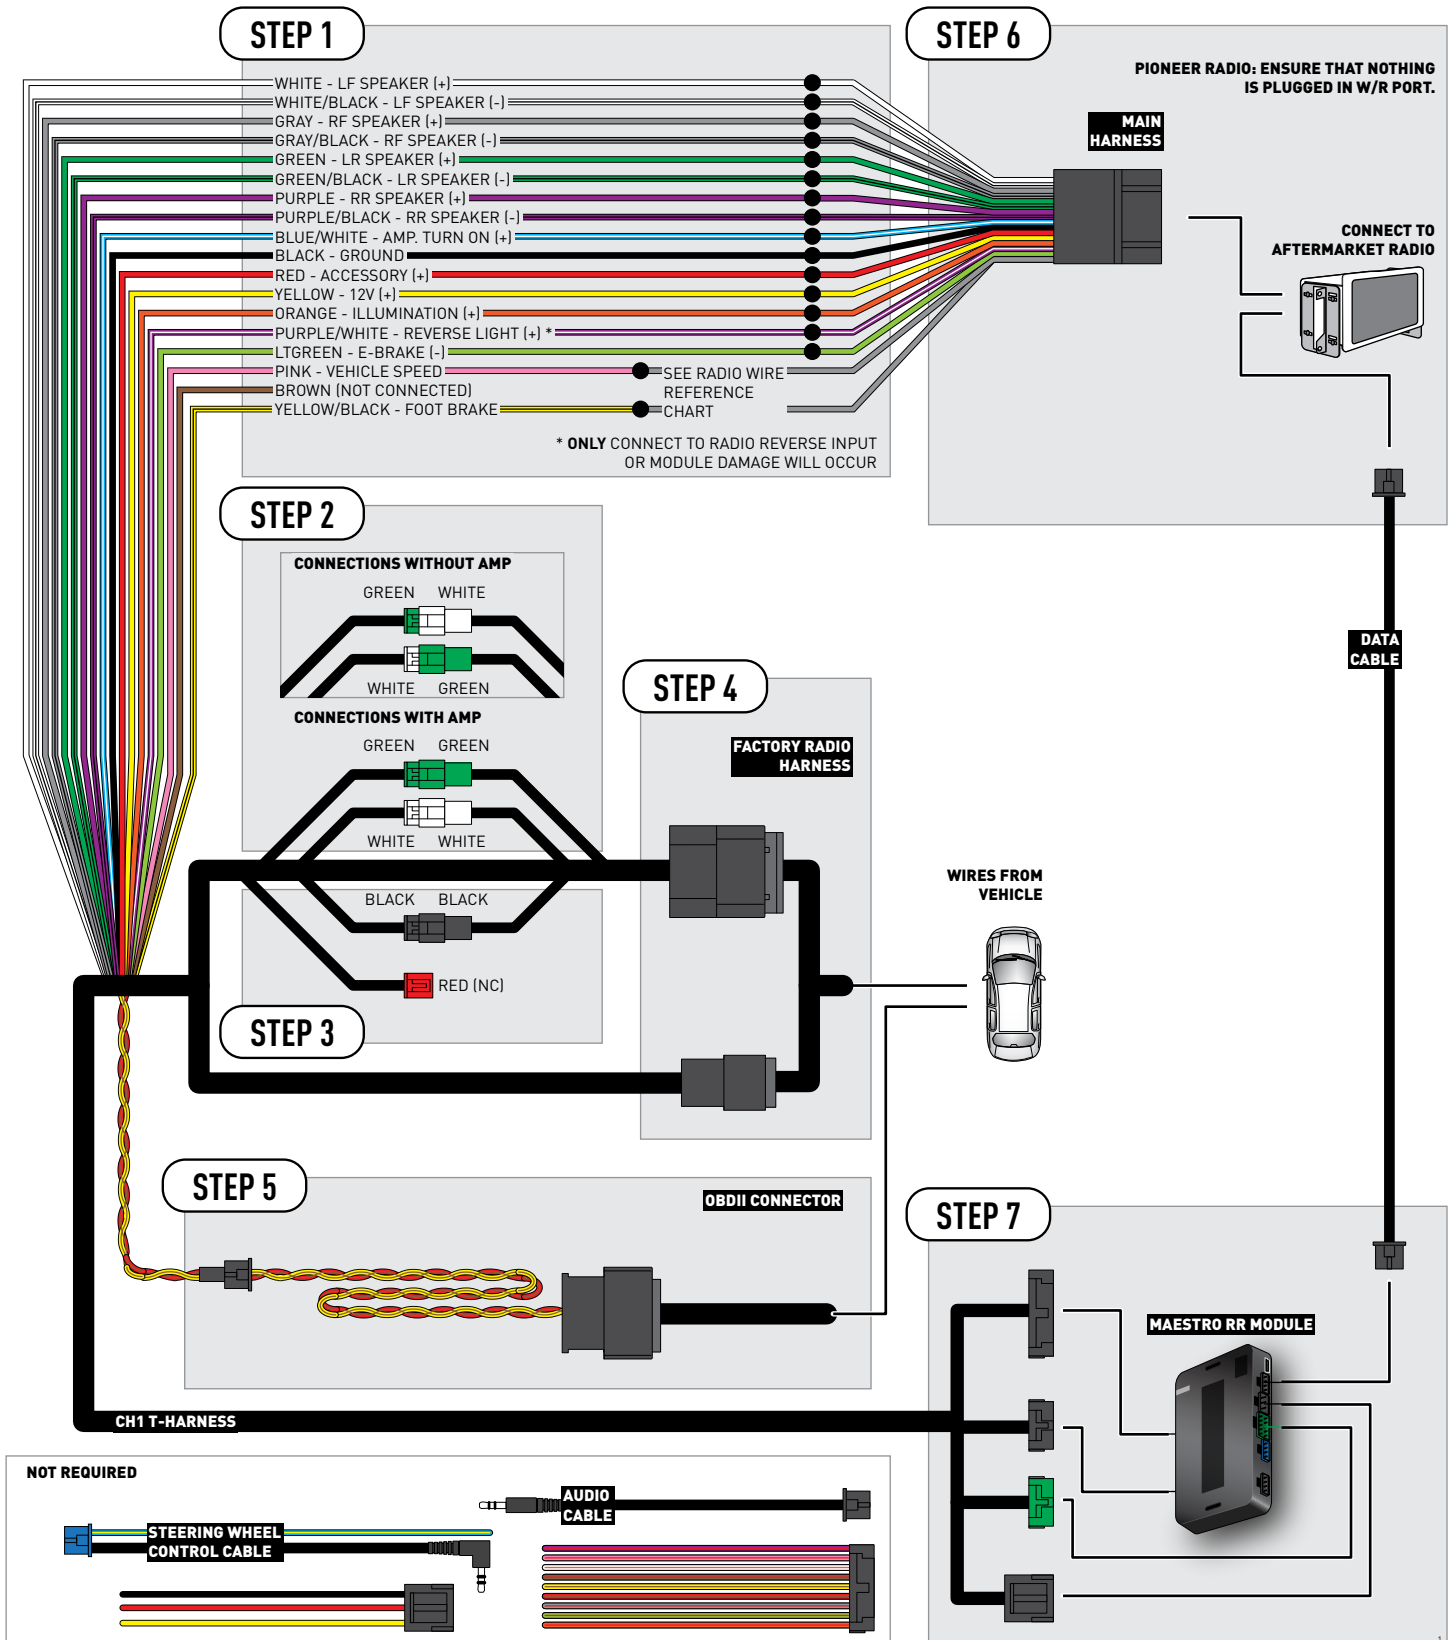 STEP 1
WHITE - LF SPEAKER (+)
WHITE/BLACK - LF SPEAKER (-)
GRAY - RF SPEAKER (+)
GRAY/BLACK - RF SPEAKER (-)
GREEN - LR SPEAKER (+)
GREEN/BLACK - LR SPEAKER (-)
PURPLE - RR SPEAKER (+)
PURPLE/BLACK - RR SPEAKER (-)
BLUE/WHITE - AMP. TURN ON (+)
BLACK - GROUND
RED - ACCESSORY (+)
YELLOW - 12V (+)
ORANGE - ILLUMINATION (+)
PURPLE/WHITE - REVERSE LIGHT (+) *
LTGREEN - E-BRAKE (-)
PINK - VEHICLE SPEED
BROWN (NOT CONNECTED)
YELLOW/BLACK - FOOT BRAKE
SEE RADIO WIRE
REFERENCE
CHART
* ONLY CONNECT TO RADIO REVERSE INPUT
OR MODULE DAMAGE WILL OCCUR
STEP 6
PIONEER RADIO: ENSURE THAT NOTHING
IS PLUGGED IN W/R PORT.
MAIN
HARNESS
CONNECT TO
AFTERMARKET RADIO
DATA
CABLE
STEP 2
CONNECTIONS WITHOUT AMP
GREEN WHITE
WHITE GREEN
CONNECTIONS WITH AMP
GREEN GREEN
WHITE WHITE
BLACK BLACK
RED (NC)
STEP 3
STEP 4
FACTORY RADIO
HARNESS
WIRES FROM
VEHICLE
STEP 5
OBDII CONNECTOR
STEP 7
MAESTRO RR MODULE
CH1 T-HARNESS
NOT REQUIRED
STEERING WHEEL
CONTROL CABLE
AUDIO
CABLE
1